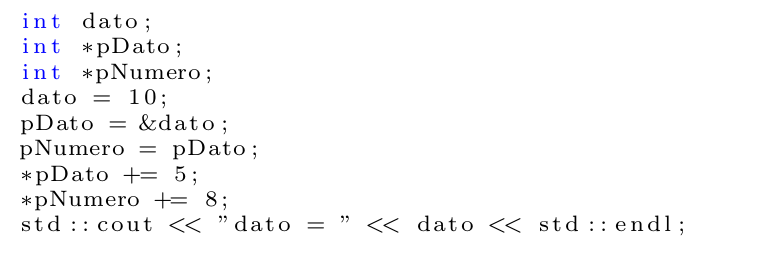 int dato;
int *pDato;
int *pNumero;
dato = 10;
pDato = &dato;
pNumero = pDato;
*pDato += 5;
*pNumero += 8;
std::cout << ”dato = ” << dato << std::endl;